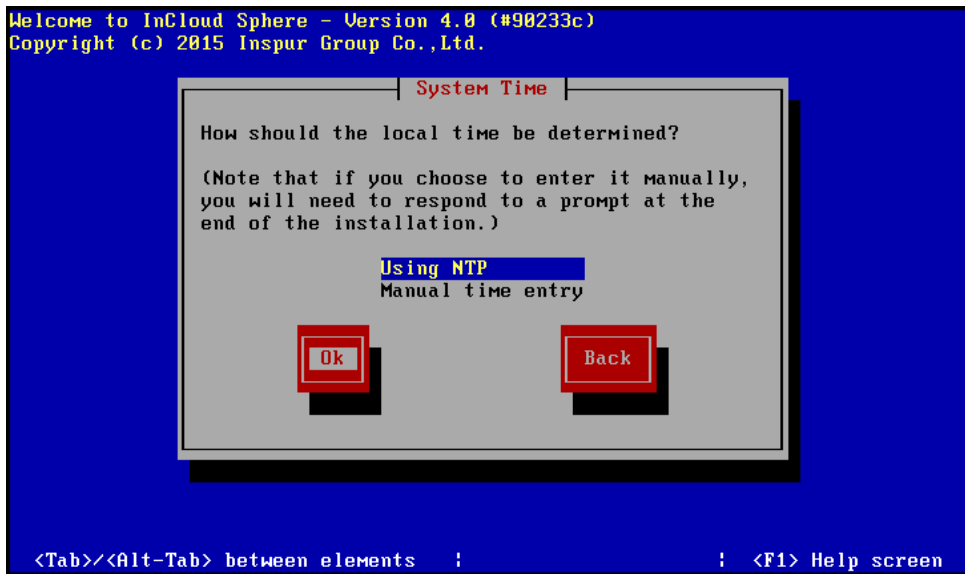 Welcome to InCloud Sphere - Version 4.0 (#90233c)
Copyright (c) 2015 Inspur Group Co.,Ltd.
System Time
How should the local time be determined?
(Note that if you choose to enter it manually,
you will need to respond to a prompt at the
end of the installation.)
Using NTP
Manual time entry
Ok Back
<Tab>/<Alt-Tab> between elements ¦ ¦ <F1> Help screen